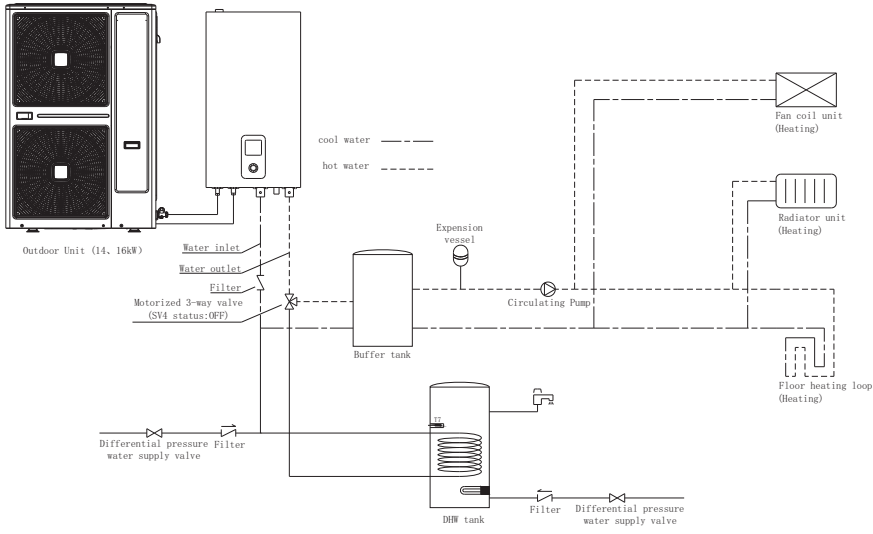 Fan coil unit
(Heating)
cool water
hot water
Radiator unit
(Heating)
Expension
vessel
Outdoor Unit (14、16kW)
Water inlet
Water outlet
Filter
Motorized 3-way valve
(SV4 status:OFF)
Circulating Pump
Buffer tank
Floor heating loop
(Heating)
T7
Differential pressure
water supply valve
Filter
DHW tank
Filter
Differential pressure
water supply valve